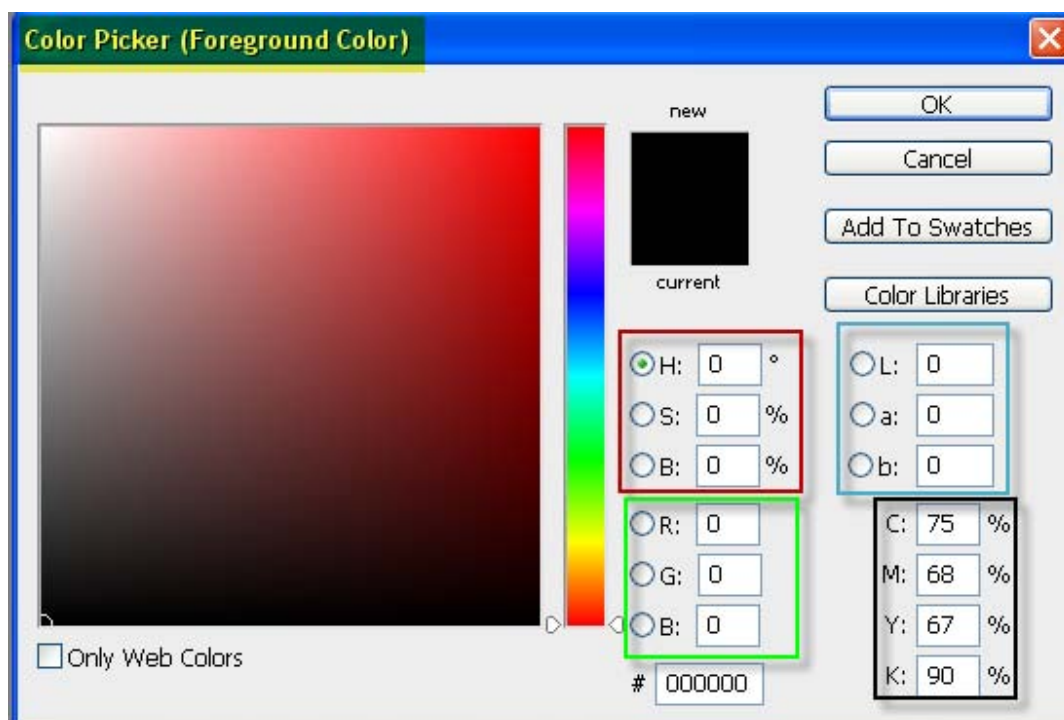 Color Picker (Foreground Color)
new
current
OK
Cancel
Add To Swatches
Color Libraries
H: 0 °
S: 0 %
B: 0 %
R: 0
G: 0
B: 0
# 000000
L: 0
a: 0
b: 0
C: 75 %
M: 68 %
Y: 67 %
K: 90 %
Only Web Colors